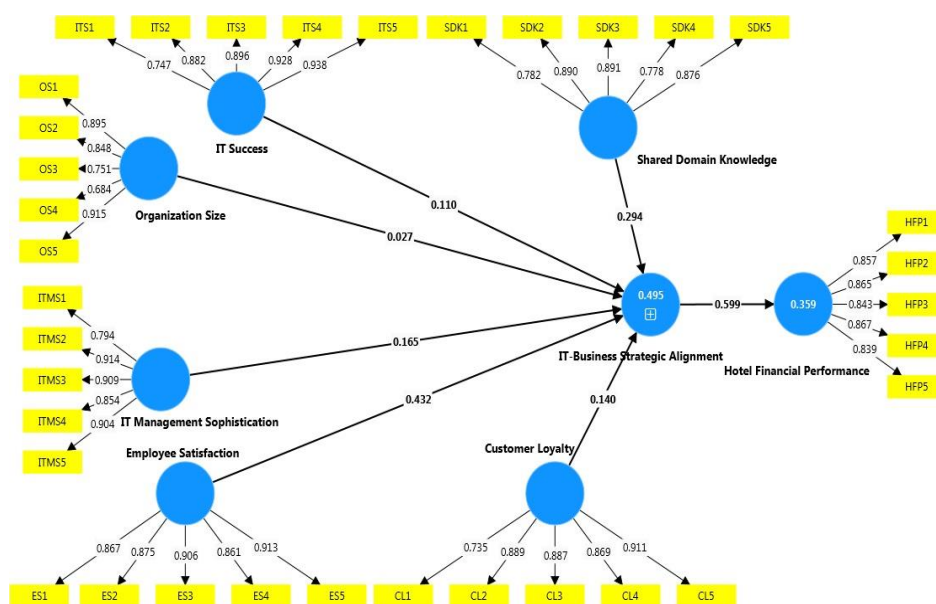 ITS1 ITS2 ITS3 ITS4 ITS5
0.747 0.882 0.896 0.928 0.938
IT Success
SDK1 SDK2 SDK3 SDK4 SDK5
0.782 0.890 0.891 0.778 0.876
Shared Domain Knowledge
OS1
OS2
OS3
OS4
OS5
0.895
0.848
0.751
0.684
0.915
Organization Size
0.110
0.027
0.294
ITMS1
ITMS2
ITMS3
ITMS4
ITMS5
0.794
0.914
0.909
0.854
0.904
IT Management Sophistication
0.165
0.432
0.495
IT-Business Strategic Alignment
0.599
0.359
Hotel Financial Performance
0.857
0.865
0.843
0.867
0.839
HFP1
HFP2
HFP3
HFP4
HFP5
0.140
Employee Satisfaction
0.867 0.875 0.906 0.861 0.913
ES1 ES2 ES3 ES4 ES5
Customer Loyalty
0.735 0.889 0.887 0.869 0.911
CL1 CL2 CL3 CL4 CL5